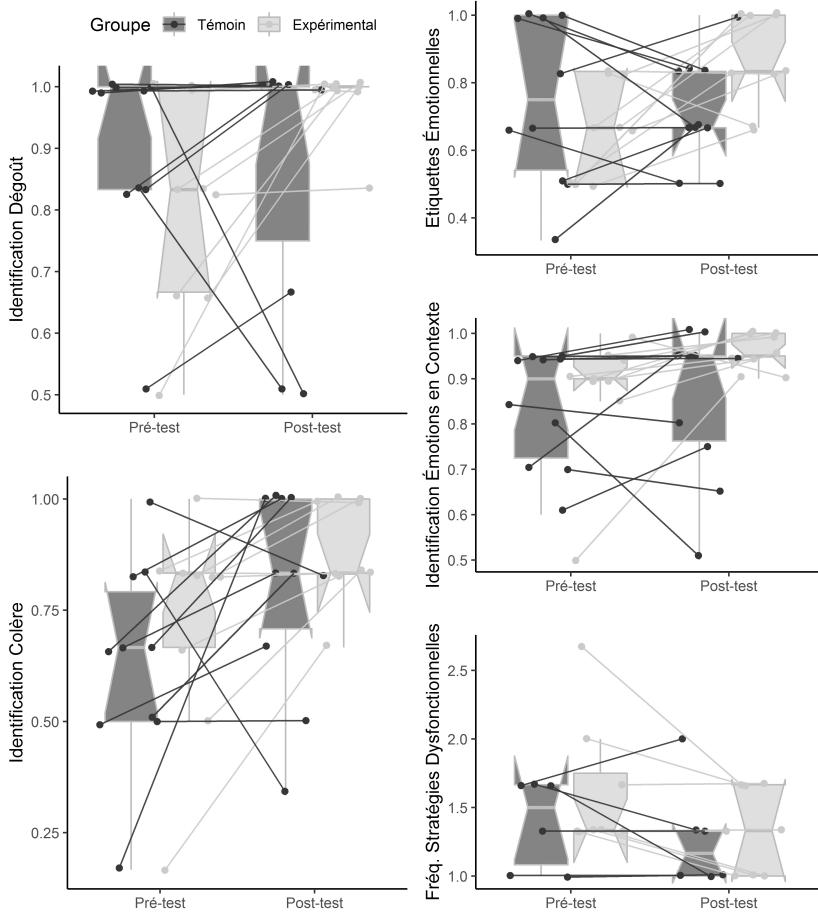 Groupe Témoin Expérimental
Identification Dégoût
1.0
0.9
0.8
0.7
0.6
0.5
Pré-test Post-test
Etiquettes Émotionnelles
1.0
0.8
0.6
0.4
Pré-test Post-test
Identification Émotions en Contexte
1.0
0.9
0.8
0.7
0.6
0.5
Pré-test Post-test
Identification Colère
1.00
0.75
0.50
0.25
Pré-test Post-test
Fréq. Stratégies Dysfonctionnelles
2.5
2.0
1.5
1.0
Pré-test Post-test